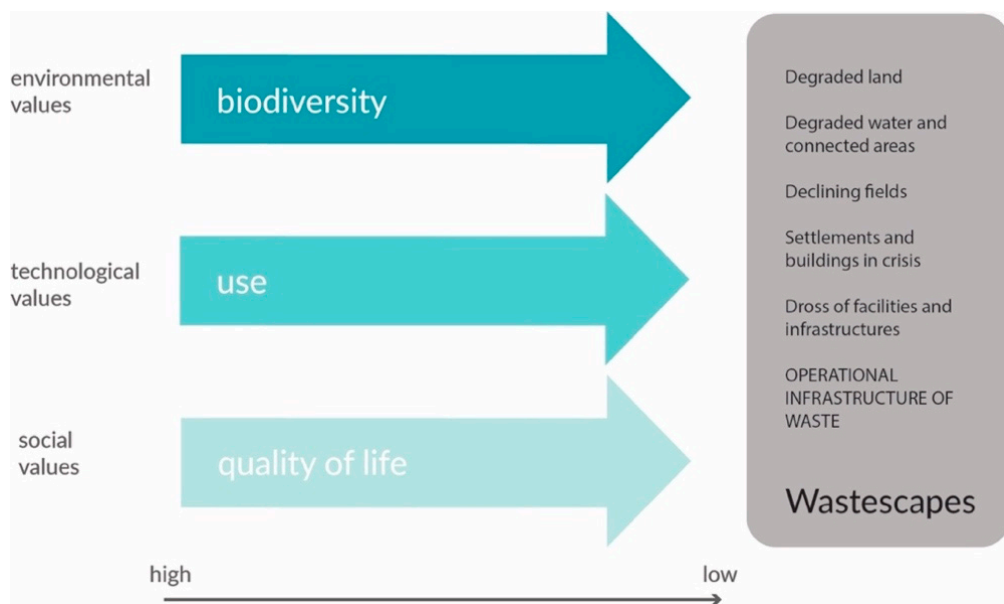 environmental
values
biodiversity
technological
values
use
social
values
quality of life
high
low
Degraded land
Degraded water and
connected areas
Declining fields
Settlements and
buildings in crisis
Dross of facilities and
infrastructures
OPERATIONAL
INFRASTRUCTURE OF
WASTE
Wastescapes